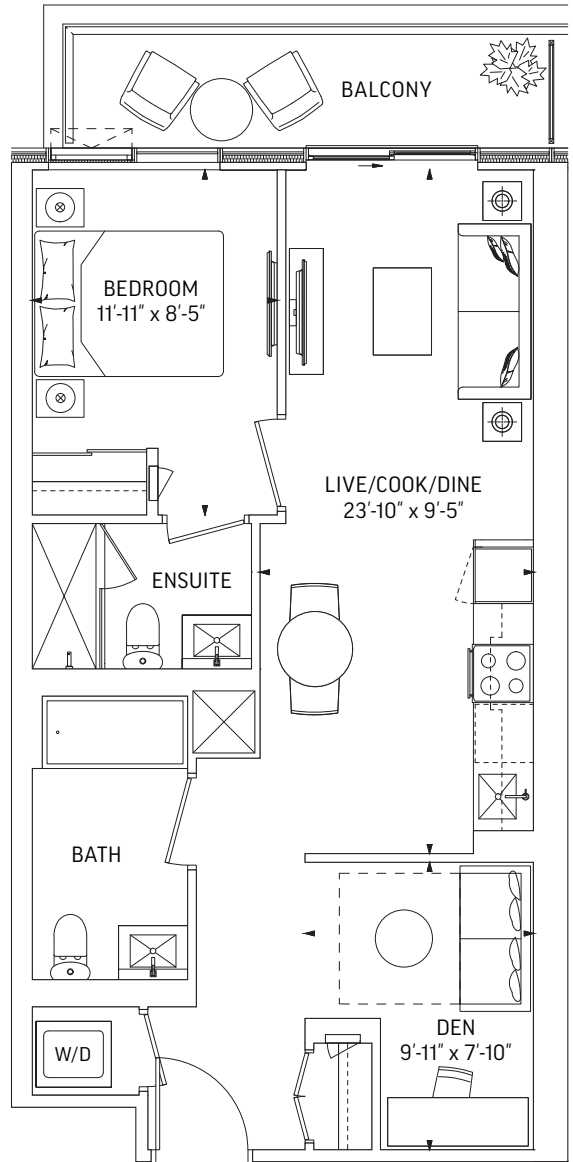 BALCONY
BEDROOM
11'-11" x 8'-5"
LIVE/COOK/DINE
23'-10" x 9'-5"
ENSUITE
BATH
DEN
9'-11" x 7'-10"
W/D